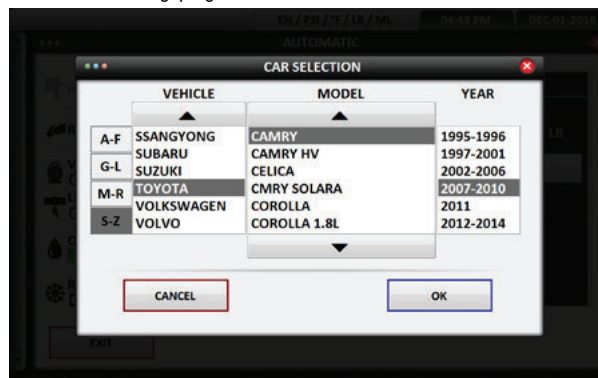 EN / PSI / °F / LB / ML 04:48 PM DEC-01-2016
AUTOMATIC
CAR SELECTION
VEHICLE MODEL YEAR
A-F
G-L
M-R
S-Z
SSANGYONG
SUBARU
SUZUKI
TOYOTA
VOLKSWAGEN
VOLVO
CAMRY
CAMRY HV
CELICA
CMRY SOLARA
COROLLA
COROLLA 1.8L
1995-1996
1997-2001
2002-2006
2007-2010
2011
2012-2014
LB
CANCEL OK
EXIT